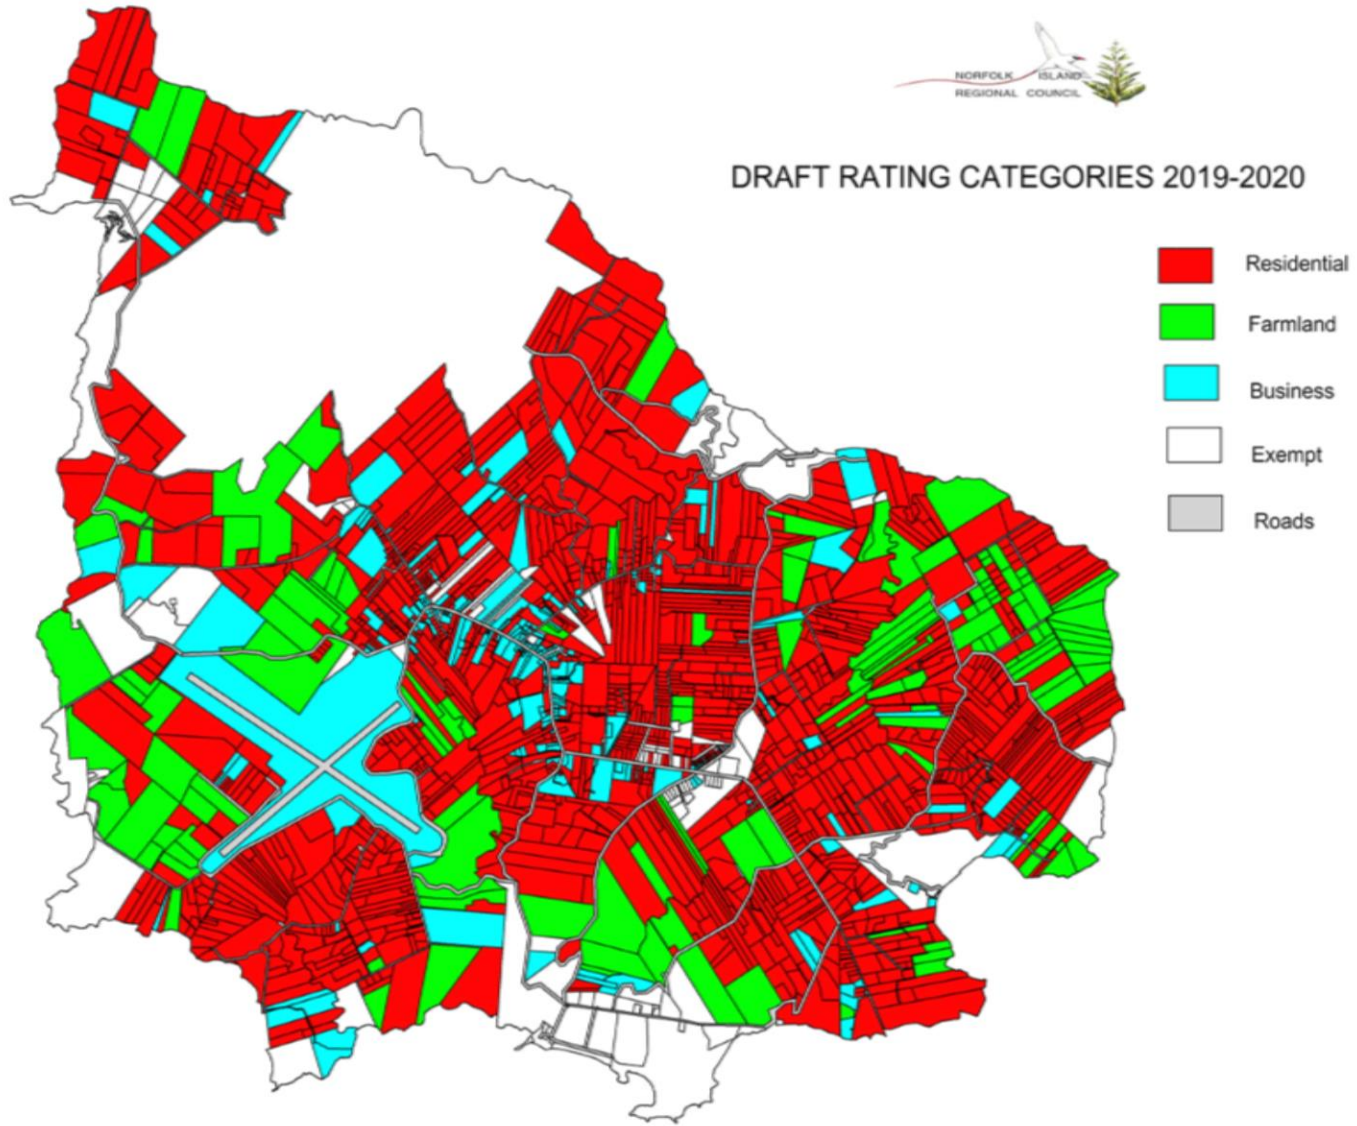 NORFOLK ISLAND
REGIONAL COUNCIL
DRAFT RATING CATEGORIES 2019-2020
Residential
Farmland
Business
Exempt
Roads